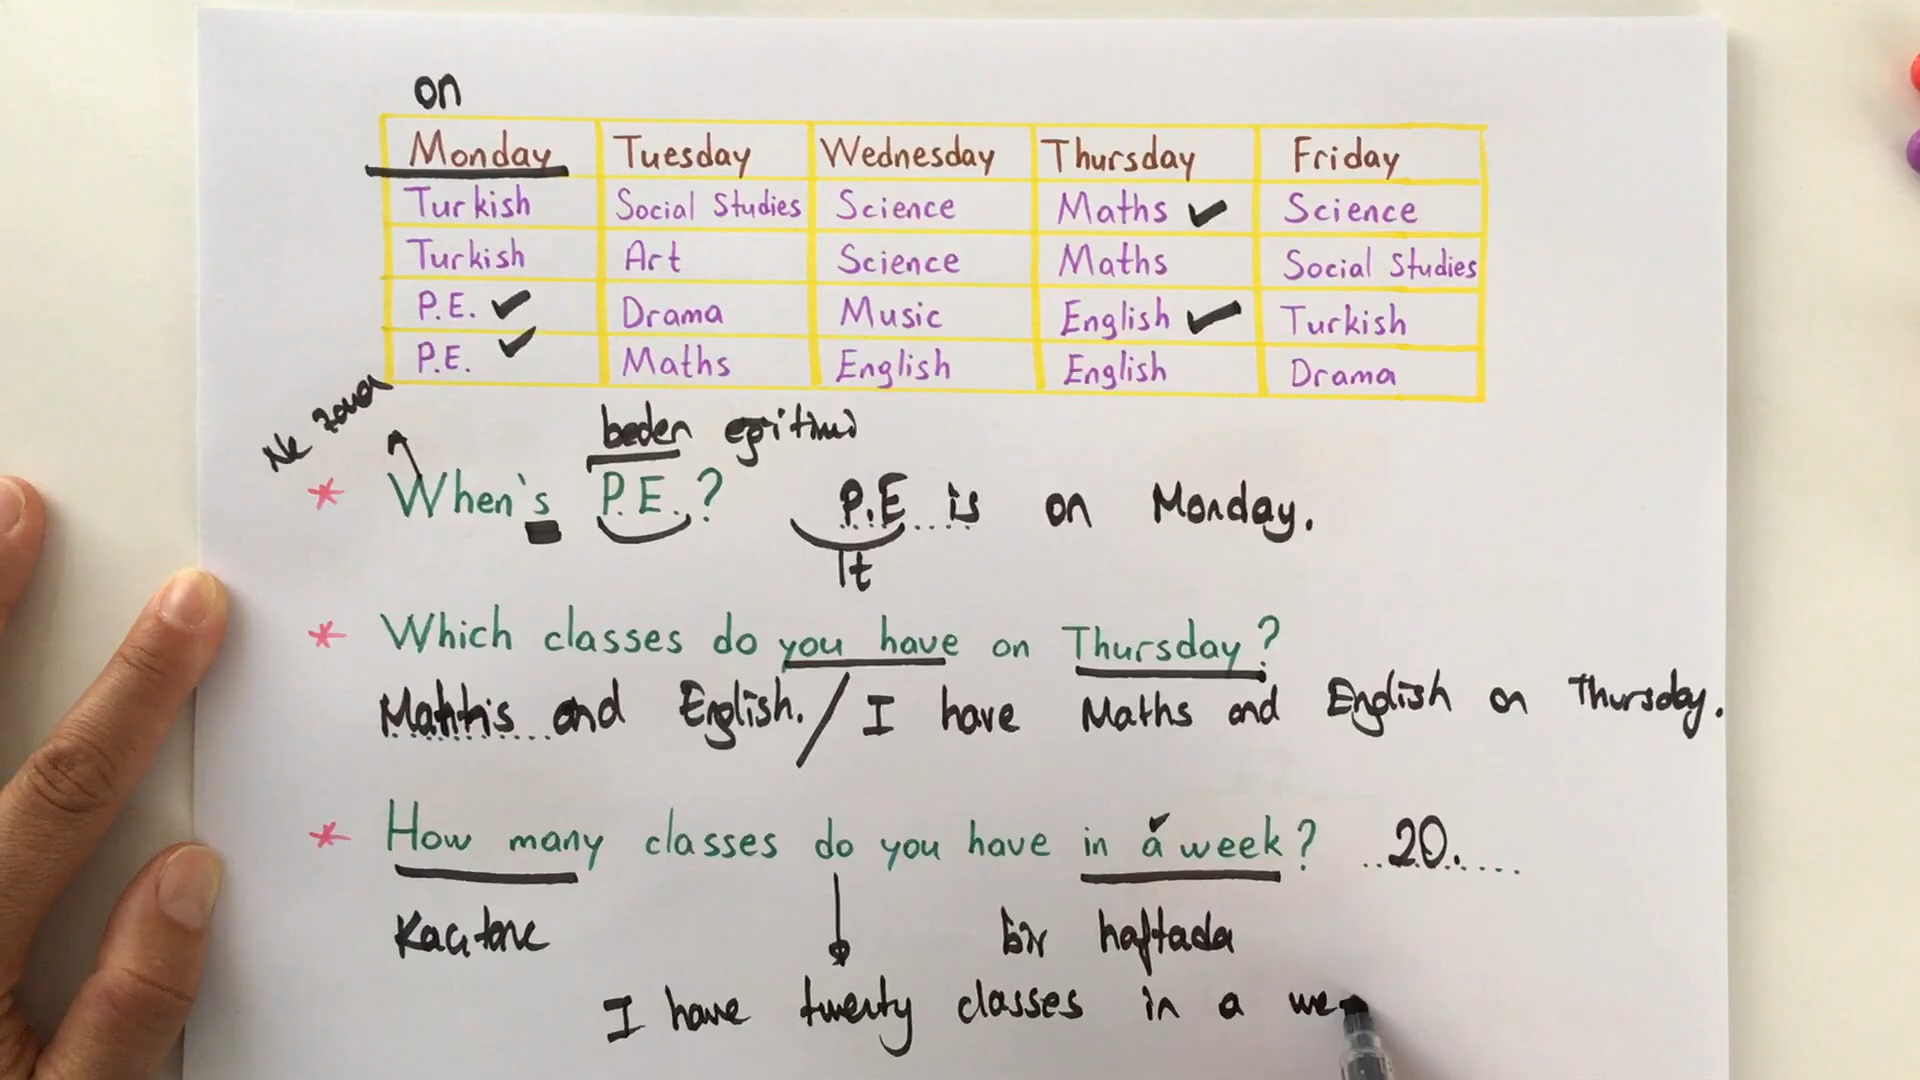 on
Monday Tuesday Wednesday Thursday Friday
Turkish Social Studies Science Maths ✓ Science
Turkish Art Science Maths Social Studies
P.E. ✓ Drama Music English ✓ Turkish
P.E. ✓ Maths English English Drama
Ne zaman
beden eğitimi
* When's P.E.? P.E is on Monday.
It
* Which classes do you have on Thursday?
Maths and English. / I have Maths and English on Thursday.
* How many classes do you have in a week? 20.
Kaç tane bir haftada
I have twenty classes in a we